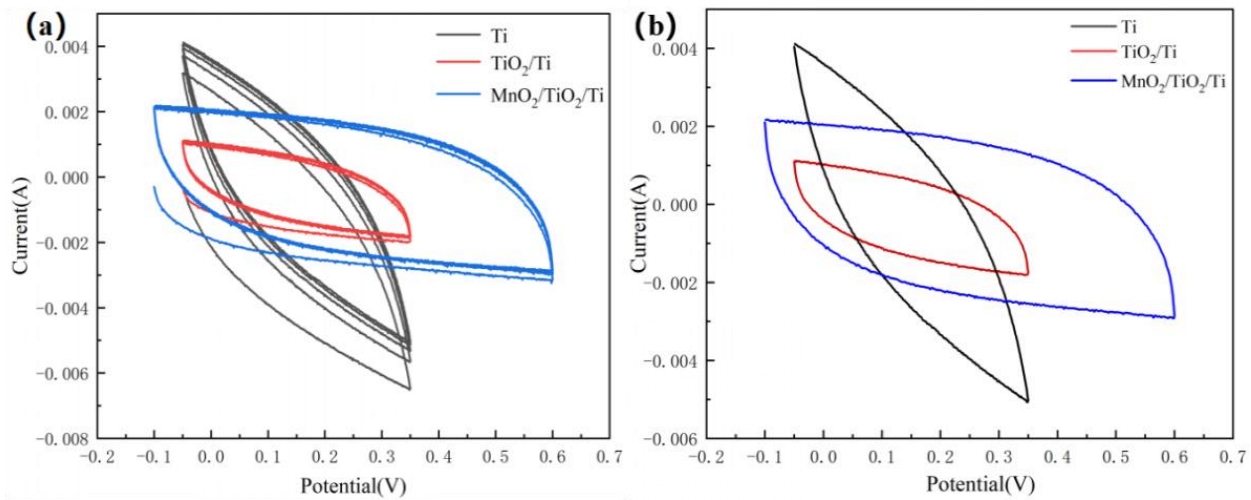 (a)
Ti
TiO₂/Ti
MnO₂/TiO₂/Ti
0.004
0.002
0.000
-0.002
-0.004
-0.006
-0.008
Current(A)
-0.2 -0.1 0.0 0.1 0.2 0.3 0.4 0.5 0.6 0.7
Potential(V)
(b)
Ti
TiO₂/Ti
MnO₂/TiO₂/Ti
0.004
0.002
0.000
-0.002
-0.004
-0.006
Current(A)
-0.2 -0.1 0.0 0.1 0.2 0.3 0.4 0.5 0.6 0.7
Potential(V)